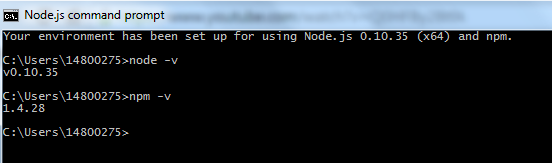 Node.js command prompt
Your environment has been set up for using Node.js 0.10.35 (x64) and npm.
C:\Users\14800275>node -v
v0.10.35
C:\Users\14800275>npm -v
1.4.28
C:\Users\14800275>